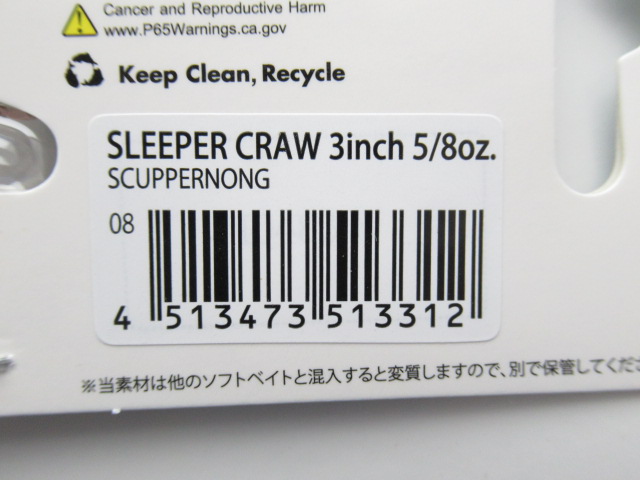 Cancer and Reproductive Harm
www.P65Warnings.ca.gov
Keep Clean, Recycle
SLEEPER CRAW 3inch 5/8oz.
SCUPPERNONG
08
4 513473 513312
※当素材は他のソフトベイトと混入すると変質しますので、別で保管してくださ